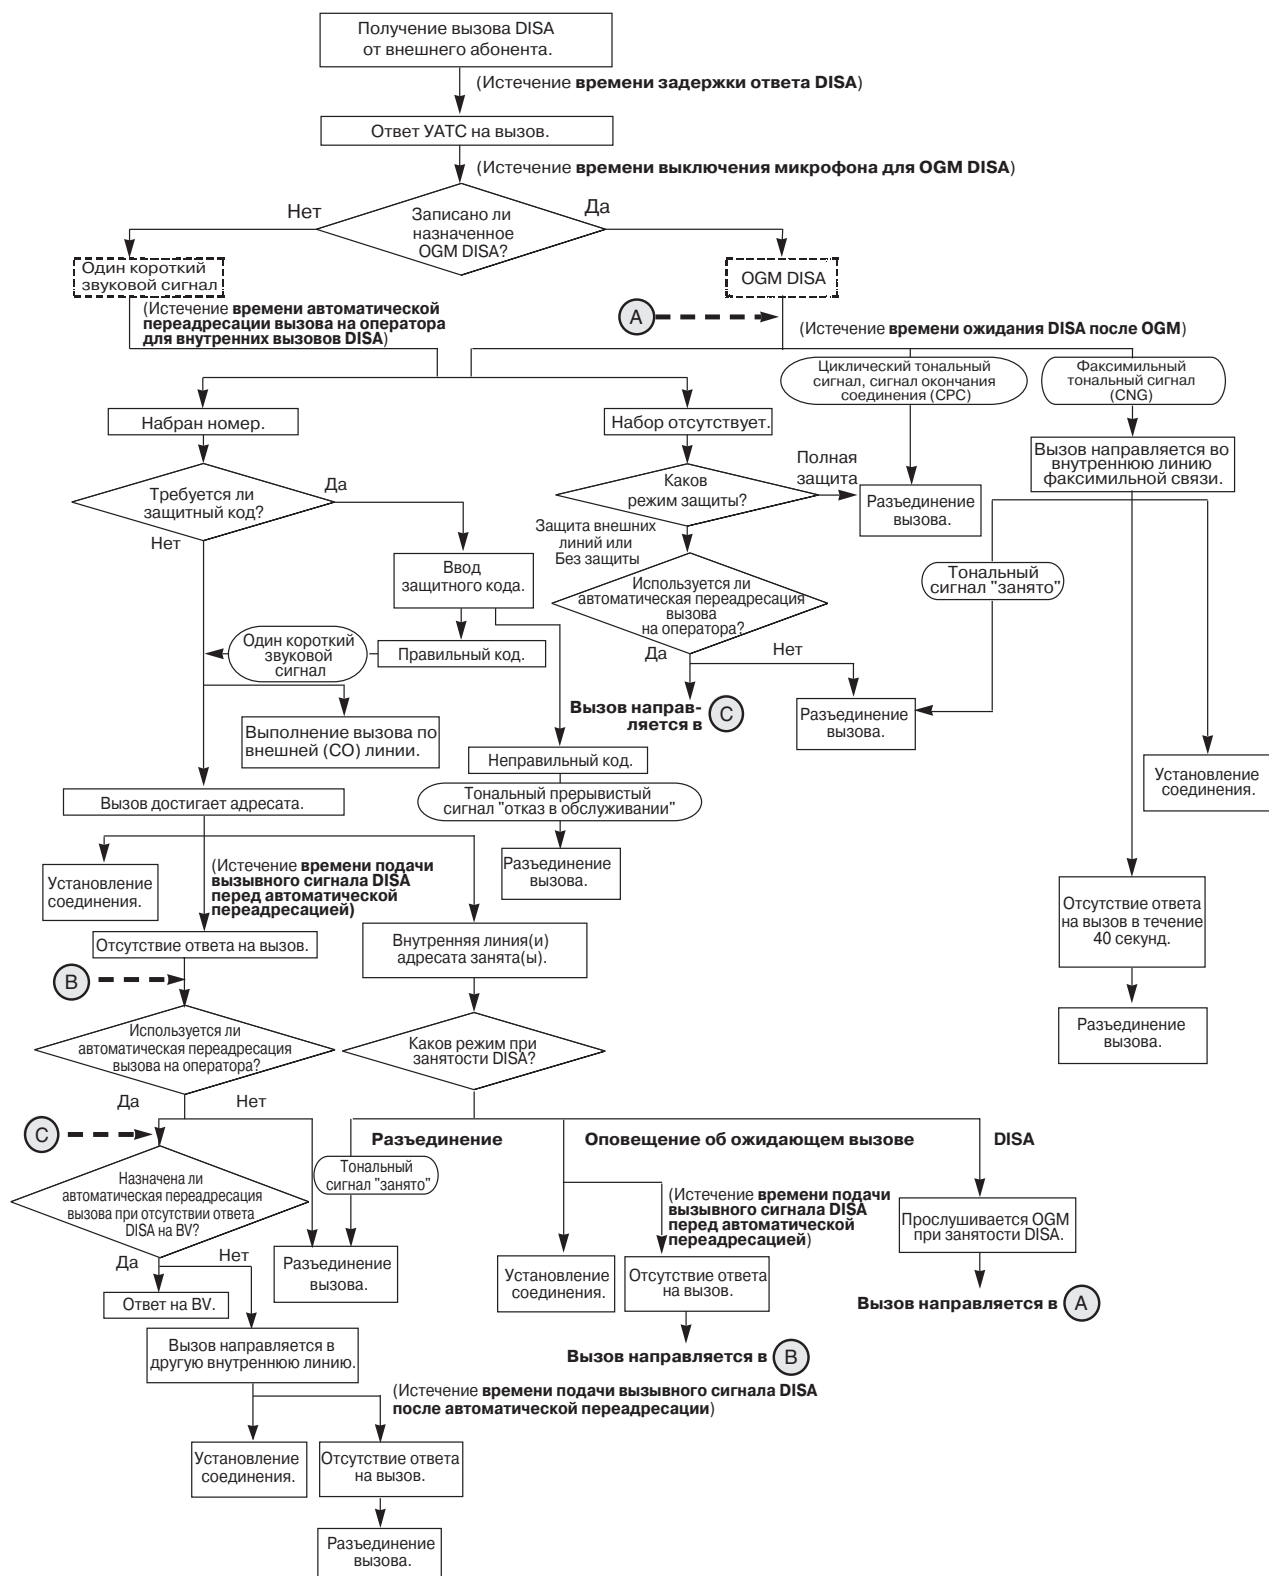 Получение вызова DISA
от внешнего абонента.
(Истечение времени задержки ответа DISA)
Ответ УАТС на вызов.
(Истечение времени выключения микрофона для OGM DISA)
Нет
Да
Записано ли
назначенное
OGM DISA?
Один короткий
звуковой сигнал
OGM DISA
(Истечение времени автоматической
переадресации вызова на оператора
для внутренних вызовов DISA)
A
(Истечение времени ожидания DISA после OGM)
Циклический тональный
сигнал, сигнал окончания
соединения (CPC)
Факсимильный
тональный сигнал
(CNG)
Набран номер.
Набор отсутствует.
Вызов направляется во
внутреннюю линию
факсимильной связи.
Требуется ли
защитный код?
Да
Нет
Каков
режим защиты?
Полная
защита
Разъединение
вызова.
Защита внешних
линий или
Без защиты
Ввод
защитного кода.
Используется ли
автоматическая переадресация
вызова
на оператора?
Тональный
сигнал "занято"
Один короткий
звуковой
сигнал
Правильный код.
Да
Нет
Вызов направ-
ляется в
C
Разъединение
вызова.
Выполнение вызова по
внешней (CO) линии.
Неправильный код.
Установление
соединения.
Вызов достигает адресата.
Тональный прерывистый
сигнал "отказ в обслуживании"
Установление
соединения.
(Истечение времени подачи
вызывного сигнала DISA
перед автоматической
переадресацией)
Разъединение
вызова.
Отсутствие ответа
на вызов в течение
40 секунд.
Отсутствие ответа на вызов.
Внутренняя линия(и)
адресата занята(ы).
B
Используется ли
автоматическая переадресация
вызова на оператора?
Каков режим при
занятости DISA?
Разъединение
вызова.
Да
Нет
C
Разъединение
Оповещение об ожидающем вызове
DISA
Тональный
сигнал "занято"
Назначена ли
автоматическая переадресация
вызова при отсутствии ответа
DISA на BV?
(Истечение времени подачи
вызывного сигнала DISA
перед автоматической
переадресацией)
Прослушивается OGM
при занятости DISA.
Да
Нет
Разъединение
вызова.
Установление
соединения.
Отсутствие ответа
на вызов.
Ответ на BV.
Вызов направляется в
A
Вызов направляется в
другую внутреннюю линию.
Вызов направляется в
B
(Истечение времени подачи вызывного сигнала DISA
после автоматической переадресации)
Установление
соединения.
Отсутствие ответа
на вызов.
Разъединение
вызова.